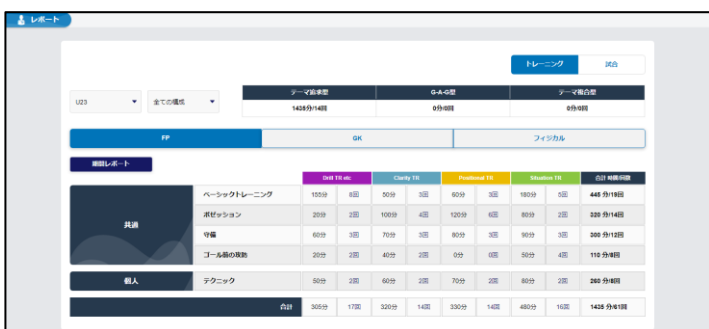 レポート
トレーニング 試合
テーマ追求型 G-A-G型 テーマ複合型
U23 全ての構成 1435分/14回 0分/0回 0分/0回
FP GK フィジカル
期間レポート
Drill TR etc Clarity TR Positional TR Situation TR 合計 時間/回数
共通
ベーシックトレーニング 155分 8回 50分 3回 60分 3回 180分 5回 445 分/19回
ポゼッション 20分 2回 100分 4回 120分 6回 80分 2回 320 分/14回
守備 60分 3回 70分 3回 80分 3回 90分 3回 300 分/12回
ゴール前の攻防 20分 2回 40分 2回 0分 0回 50分 4回 110 分/8回
個人 テクニック 50分 2回 60分 2回 70分 2回 80分 2回 260 分/8回
合計 305分 17回 320分 14回 330分 14回 480分 16回 1435 分/61回